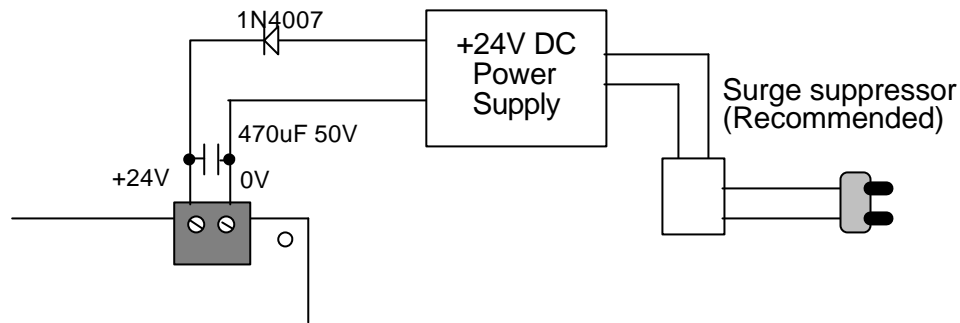 1N4007
+24V DC
Power
Supply
Surge suppressor
(Recommended)
470uF 50V
+24V
0V